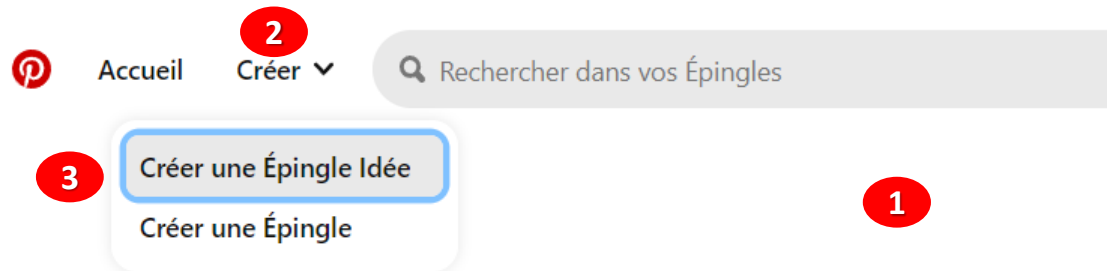 2
Accueil Créer Rechercher dans vos Épingles
3 Créer une Épingle Idée
1
Créer une Épingle